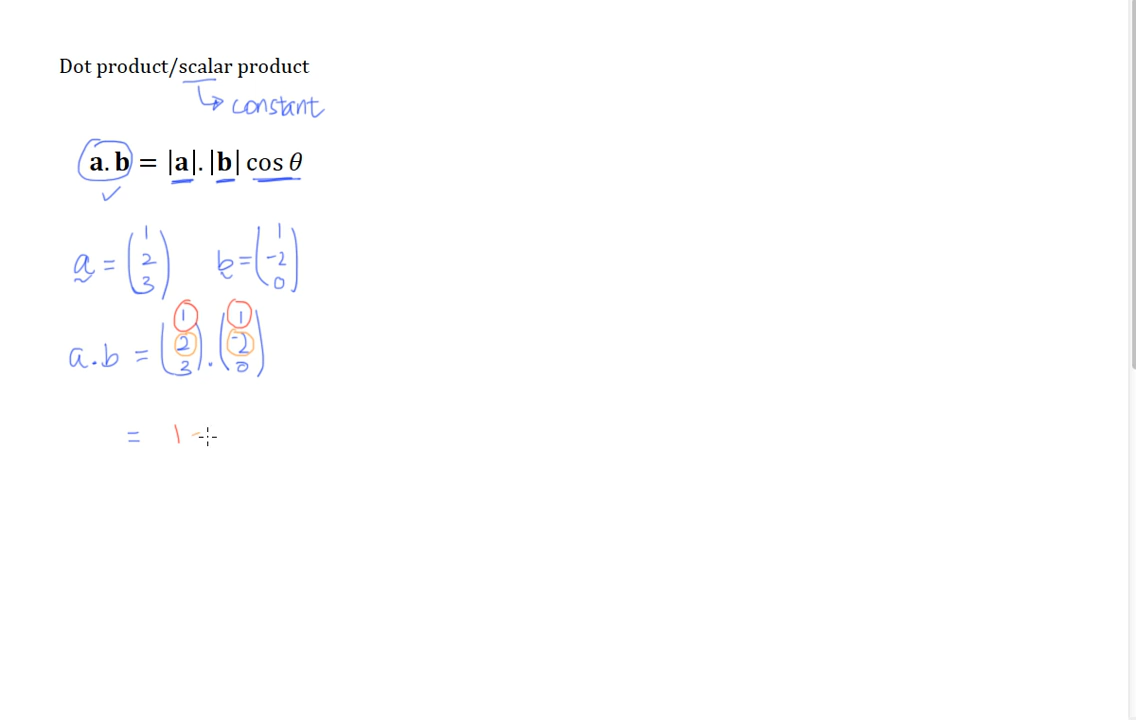 Dot product/scalar product
↳ constant
a.b = |a|.|b| cos θ
✓
a = (1 2 3) b = (1 -2 0)
a.b = (1 2 3) . (1 -2 0)
= 1 -